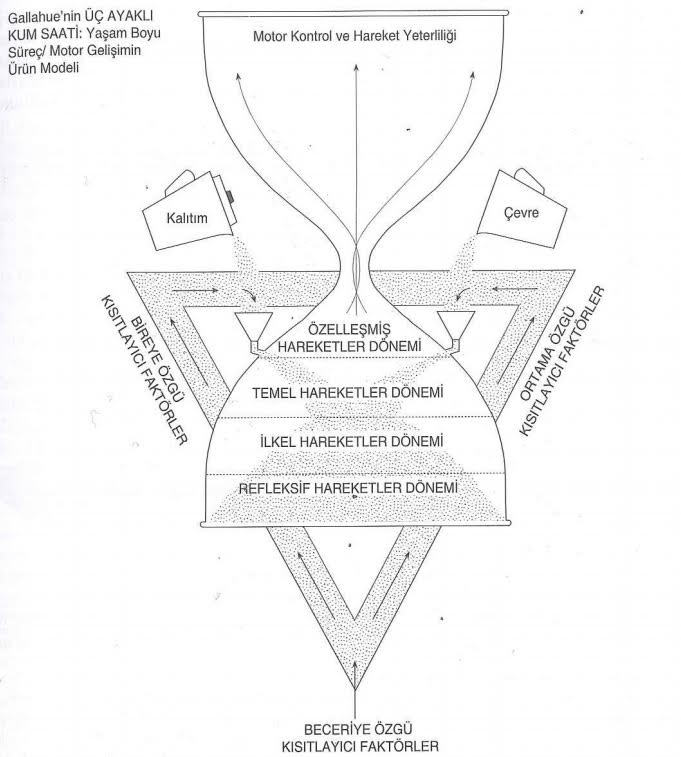 Gallahue'nin ÜÇ AYAKLI
KUM SAATİ: Yaşam Boyu
Süreç/ Motor Gelişimin
Ürün Modeli
Motor Kontrol ve Hareket Yeterliliği
Kalıtım
Çevre
BİREYE ÖZGÜ
KISITLAYICI FAKTÖRLER
ORTAMA ÖZGÜ
KISITLAYICI FAKTÖRLER
ÖZELLEŞMİŞ
HAREKETLER DÖNEMİ
TEMEL HAREKETLER DÖNEMİ
İLKEL HAREKETLER DÖNEMİ
REFLEKSİF HAREKETLER DÖNEMİ
BECERİYE ÖZGÜ
KISITLAYICI FAKTÖRLER